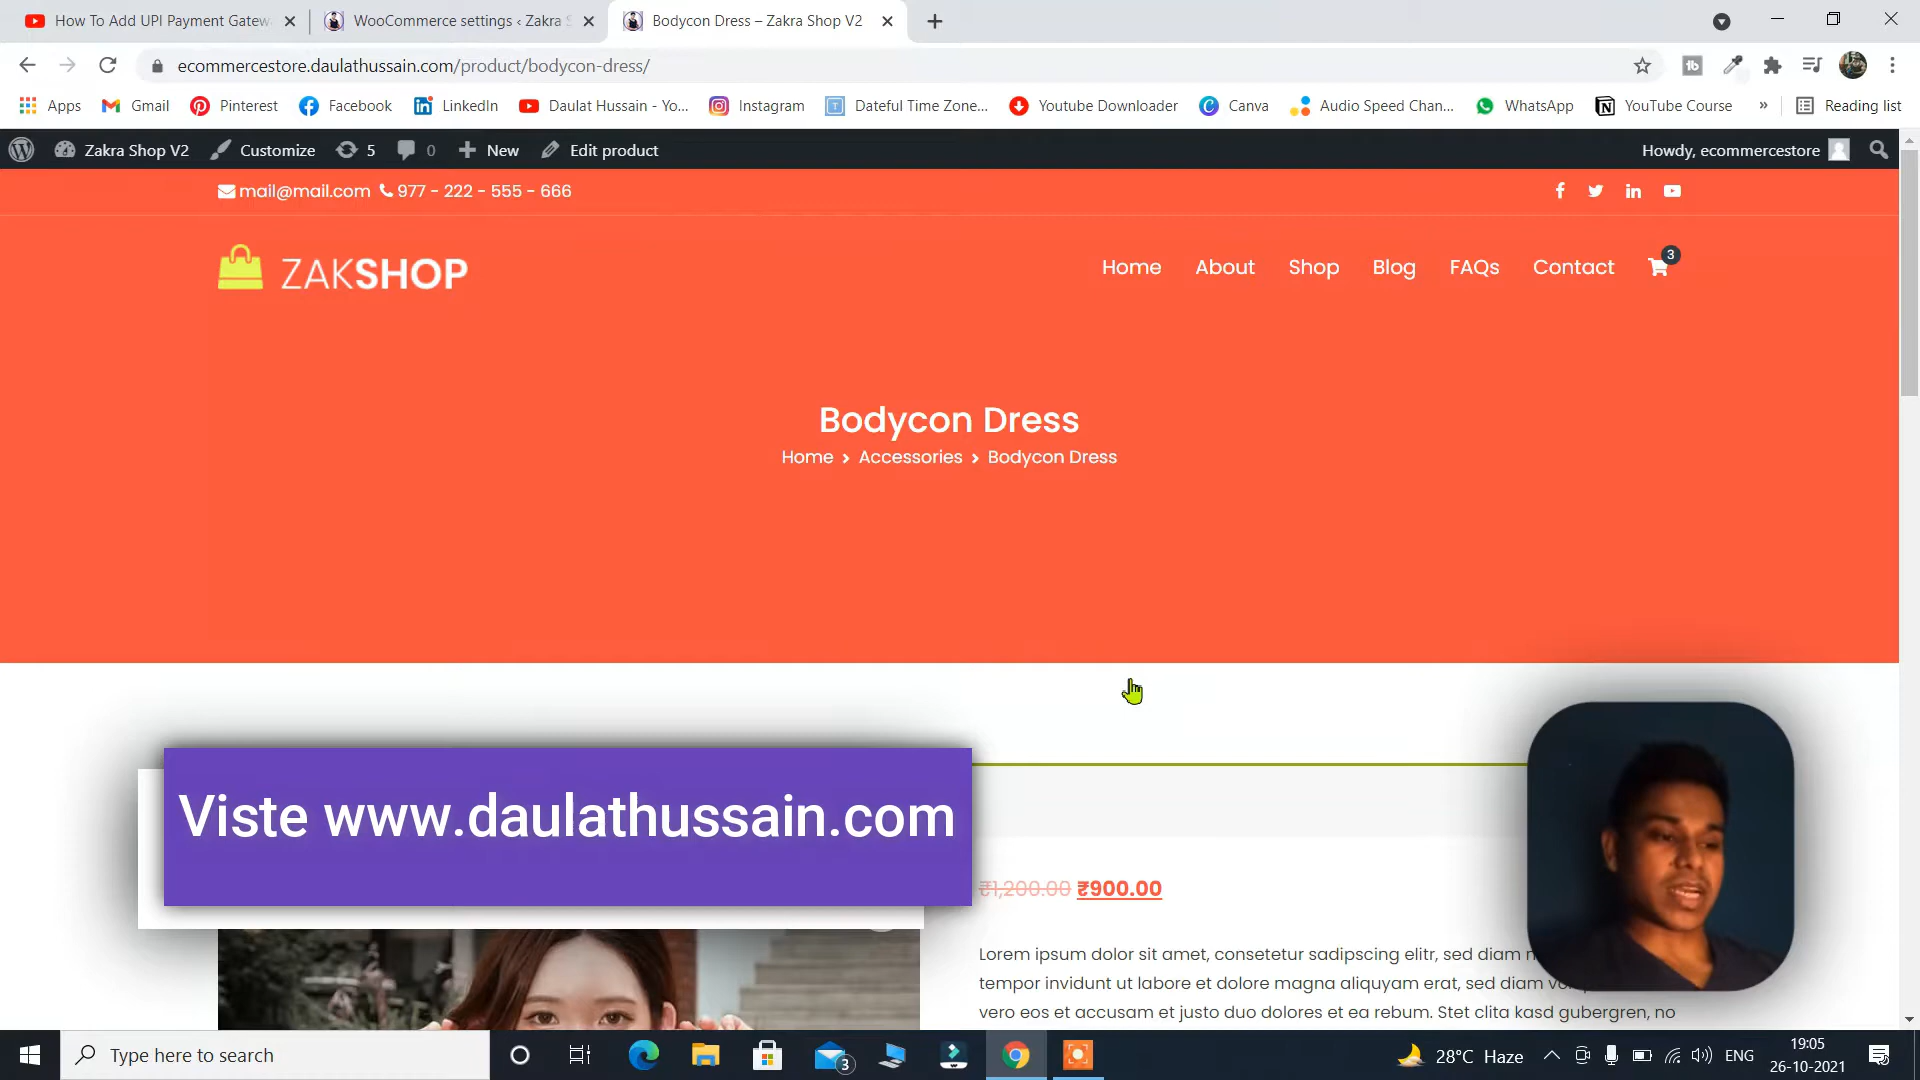 How To Add UPI Payment Gatew
WooCommerce settings ‹ Zakra S
Bodycon Dress – Zakra Shop V2
ecommercestore.daulathussain.com/product/bodycon-dress/
Apps
Gmail
Pinterest
Facebook
LinkedIn
Daulat Hussain - Yo...
Instagram
Dateful Time Zone...
Youtube Downloader
Canva
Audio Speed Chan...
WhatsApp
YouTube Course
»
Reading list
Zakra Shop V2
Customize
5
0
New
Edit product
Howdy, ecommercestore
mail@mail.com 977 - 222 - 555 - 666
ZAKSHOP
Home
About
Shop
Blog
FAQs
Contact
3
Bodycon Dress
Home > Accessories > Bodycon Dress
Viste www.daulathussain.com
₹1,200.00 ₹900.00
Lorem ipsum dolor sit amet, consetetur sadipscing elitr, sed diam
tempor invidunt ut labore et dolore magna aliquyam erat, sed diam
vero eos et accusam et justo duo dolores et ea rebum. Stet clita kasd gubergren, no
Type here to search
3
28°C Haze
ENG
19:05
26-10-2021